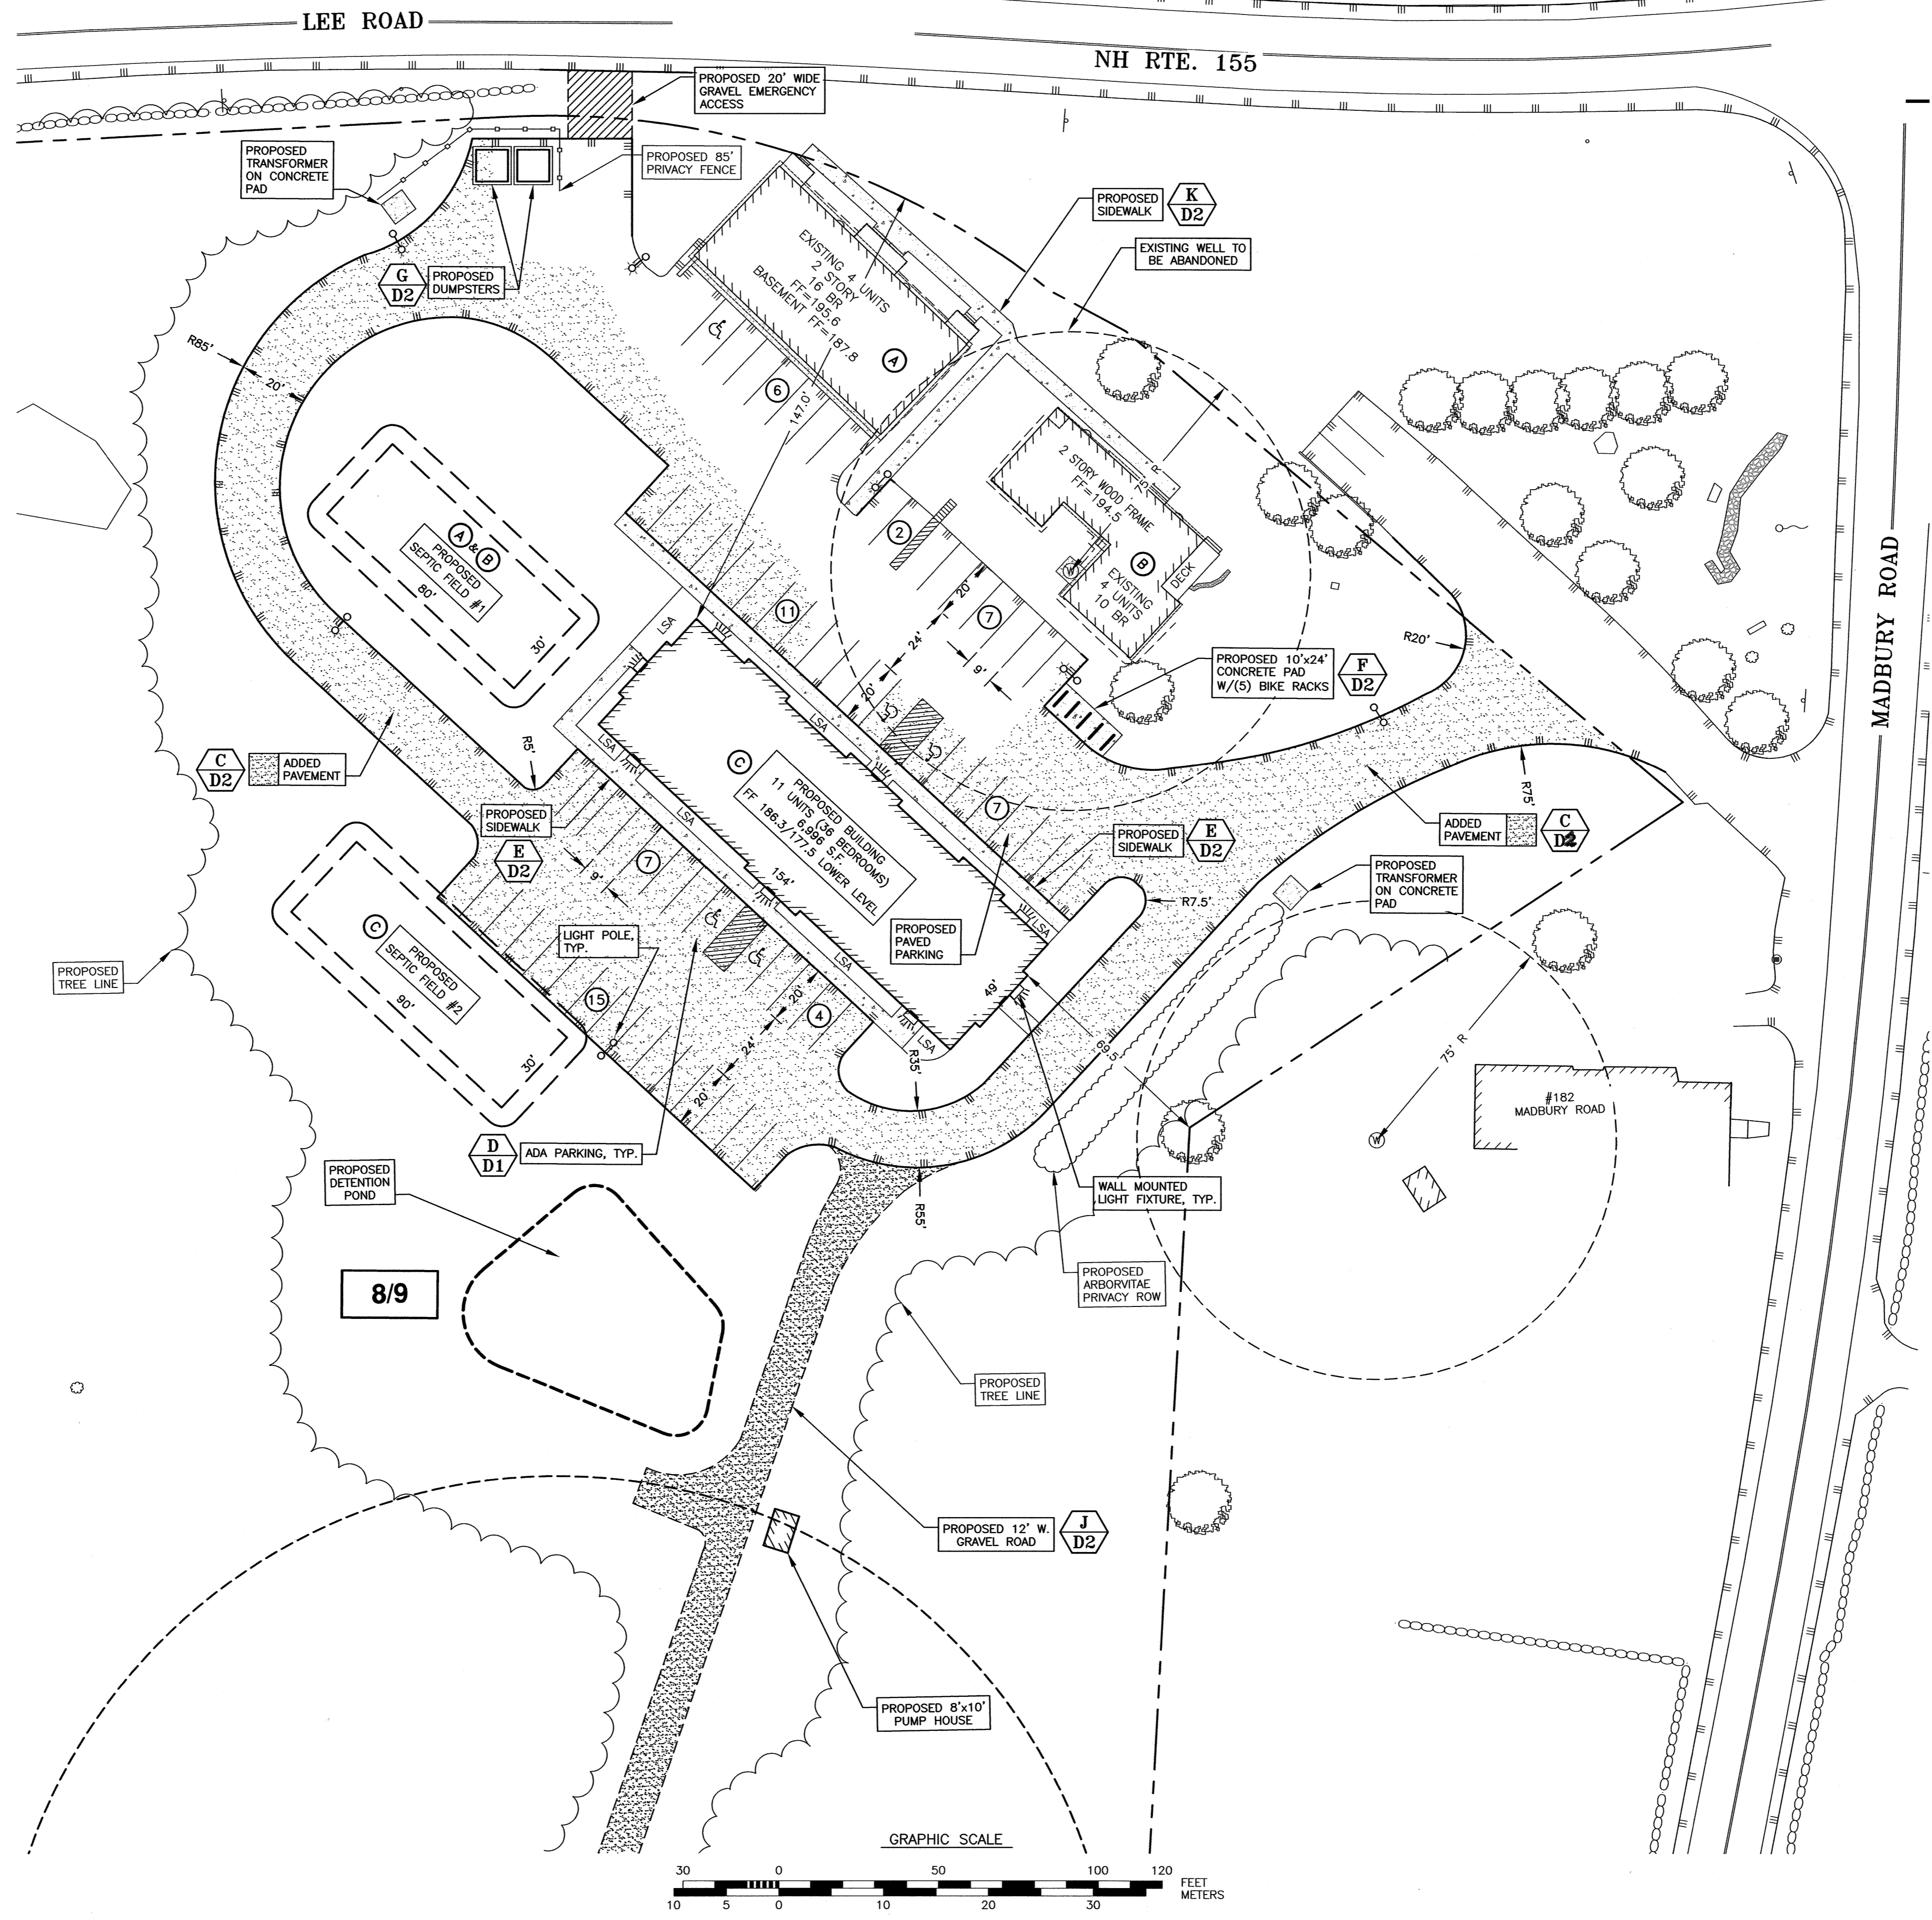 LEE ROAD
NH RTE. 155
PROPOSED 20' WIDE
GRAVEL EMERGENCY
ACCESS
PROPOSED
TRANSFORMER
ON CONCRETE
PAD
PROPOSED 85'
PRIVACY FENCE
PROPOSED
SIDEWALK
K
D2
EXISTING WELL TO
BE ABANDONED
G
D2
PROPOSED
DUMPSTERS
EXISTING 4 UNITS
2 STORY
16 BR
FF=195.6
BASEMENT FF=187.8
A
R85'
20'
6
147.0'
75' R
2 STORY WOOD FRAME
FF=194.5
B
EXISTING
4 UNITS
10 BR
DECK
W
2
A & B
PROPOSED
SEPTIC FIELD #1
80'
30'
11
7
20'
24'
20'
9'
LSA
R20'
MADBURY ROAD
PROPOSED 10'x24'
CONCRETE PAD
W/(5) BIKE RACKS
F
D2
C
D2
ADDED
PAVEMENT
R5'
LSA
LSA
C
PROPOSED BUILDING
11 UNITS (36 BEDROOMS)
6,996 S.F.
FF 186.3/177.5 LOWER LEVEL
154'
49'
7
R75'
PROPOSED
SIDEWALK
E
D2
LSA
7
9'
PROPOSED
SIDEWALK
E
D2
ADDED
PAVEMENT
C
D2
PROPOSED
TRANSFORMER
ON CONCRETE
PAD
R7.5'
LSA
C
PROPOSED
SEPTIC FIELD #2
90'
30'
LIGHT POLE,
TYP.
PROPOSED
PAVED
PARKING
LSA
PROPOSED
TREE LINE
15
4
20'
24'
20'
LSA
R35'
69.5'
75' R
W
#182
MADBURY ROAD
D
D1
ADA PARKING, TYP.
PROPOSED
DETENTION
POND
R55'
WALL MOUNTED
LIGHT FIXTURE, TYP.
8/9
PROPOSED
ARBORVITAE
PRIVACY ROW
PROPOSED
TREE LINE
PROPOSED 12' W.
GRAVEL ROAD
J
D2
PROPOSED 8'x10'
PUMP HOUSE
GRAPHIC SCALE
30 0 50 100 120
FEET
METERS
10 5 0 10 20 30